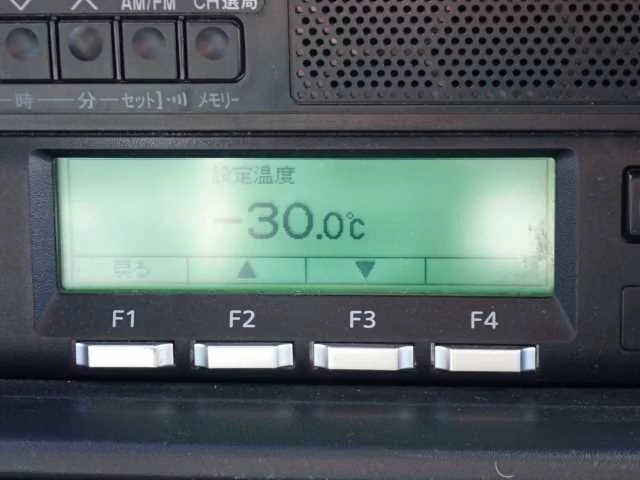 AM/FM CH選局
時 分 セット メモリー
設定温度
-30.0℃
戻る ▲ ▼
F1 F2 F3 F4